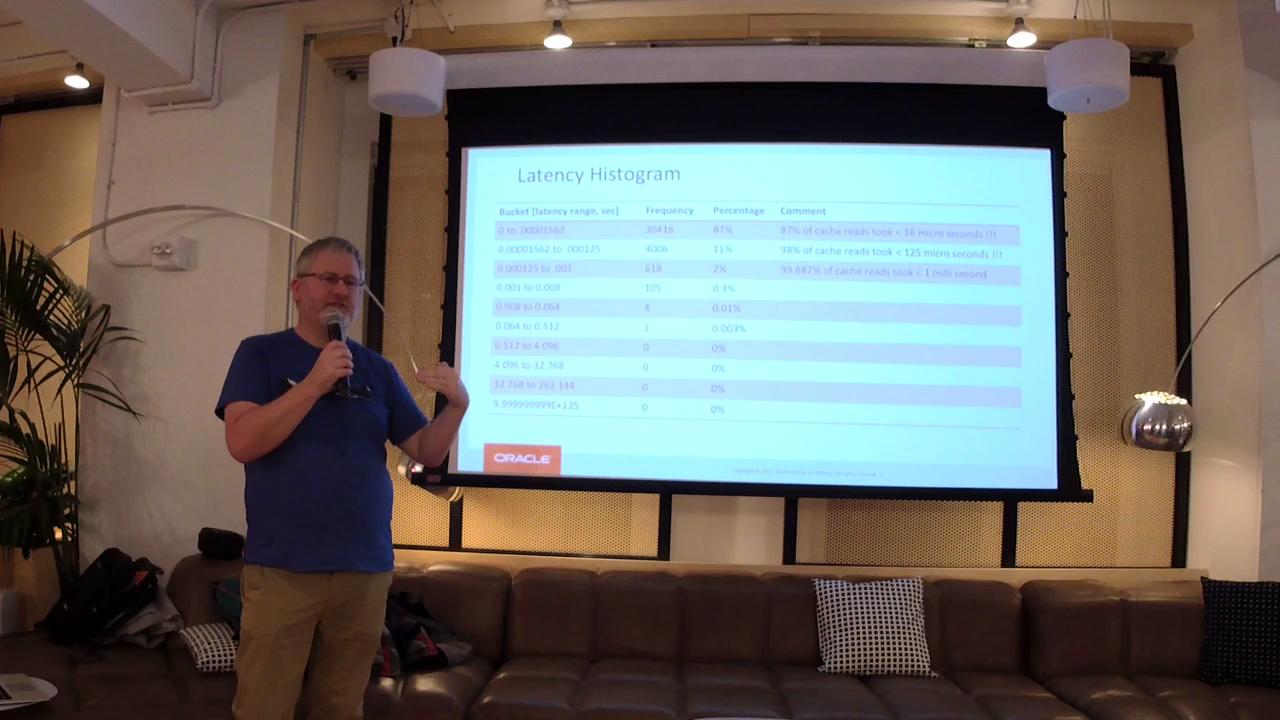 Latency Histogram
Bucket [latency range, sec] Frequency Percentage Comment
0 to .00001562 30416 87% 87% of cache reads took < 16 micro seconds !!!
0.00001562 to .000125 4006 11% 98% of cache reads took < 125 micro seconds !!!
0.000125 to .001 618 2% 99.687% of cache reads took < 1 milli second
0.001 to 0.008 105 0.3%
0.008 to 0.064 4 0.01%
0.064 to 0.512 1 0.003%
0.512 to 4.096 0 0%
4.096 to 32.768 0 0%
32.768 to 262.144 0 0%
9.999999999E+125 0 0%
ORACLE